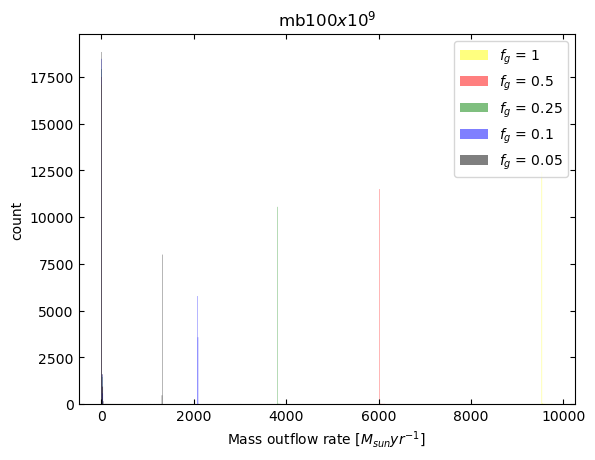 mb100x10^9
f_g = 1
f_g = 0.5
f_g = 0.25
f_g = 0.1
f_g = 0.05
17500
15000
12500
10000
7500
5000
2500
0
count
0 2000 4000 6000 8000 10000
Mass outflow rate [M_sun yr^-1]